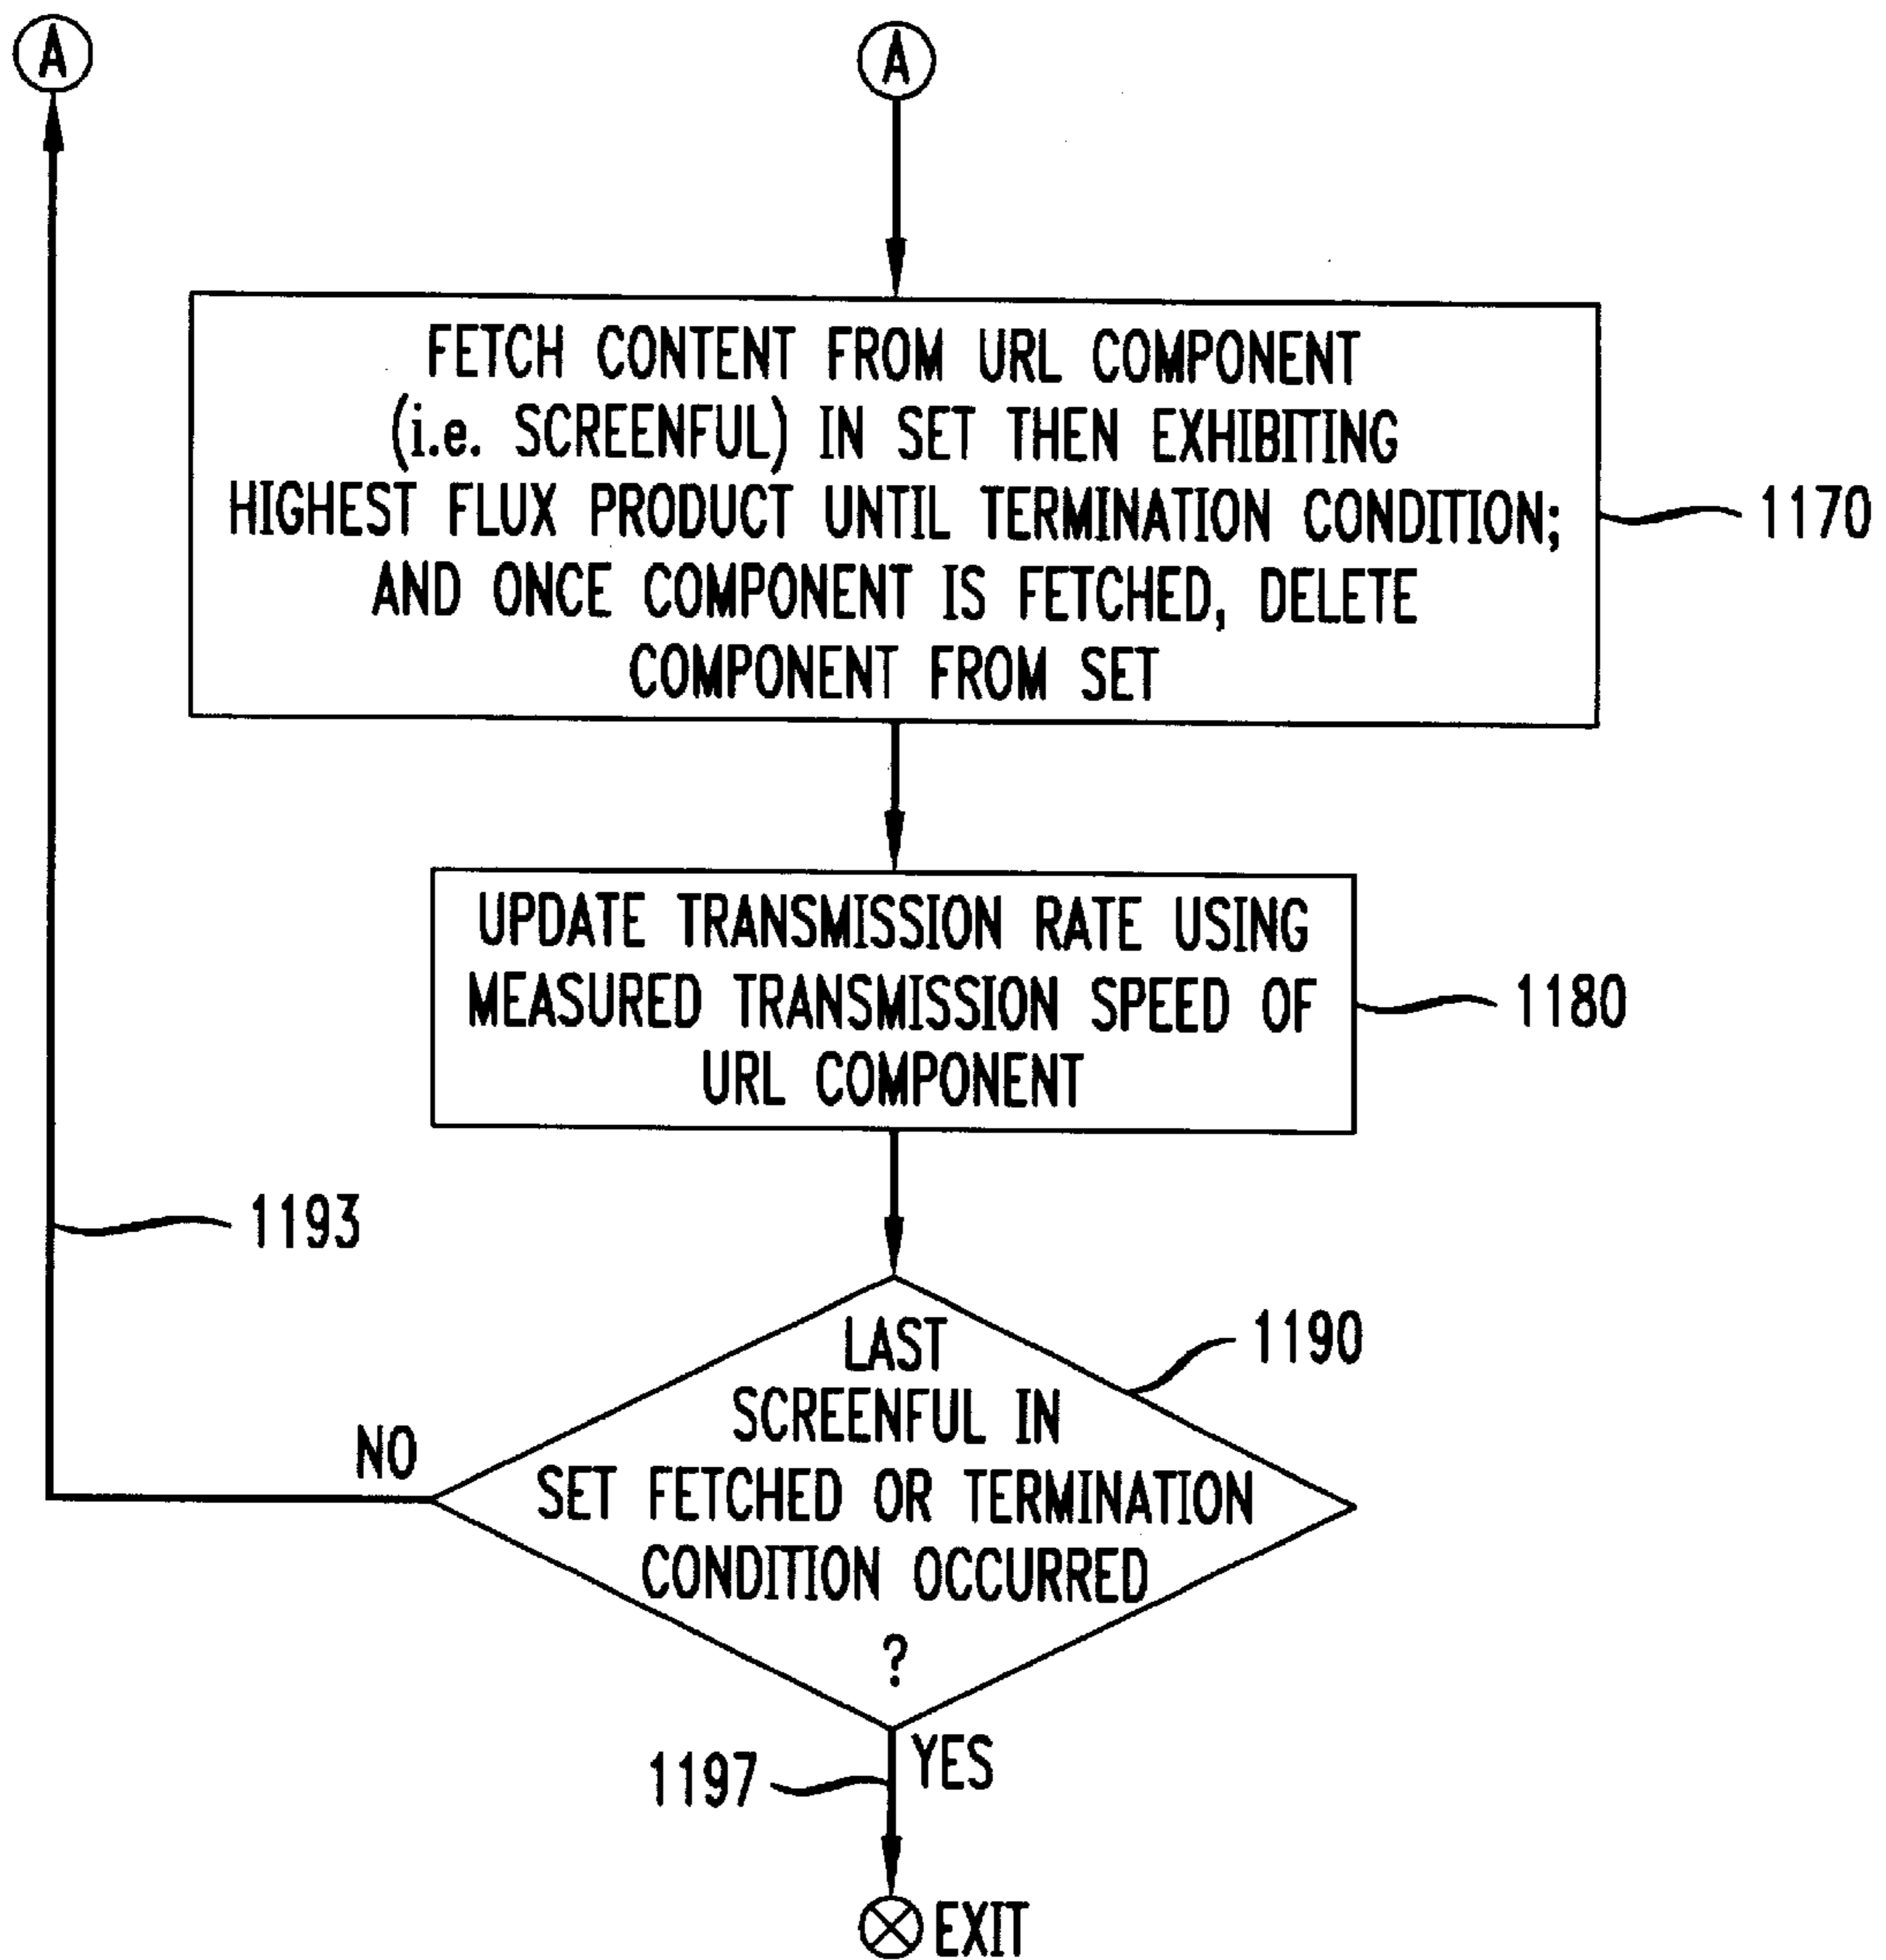 A
A
FETCH CONTENT FROM URL COMPONENT
(i.e. SCREENFUL) IN SET THEN EXHIBITING
HIGHEST FLUX PRODUCT UNTIL TERMINATION CONDITION;
AND ONCE COMPONENT IS FETCHED, DELETE
COMPONENT FROM SET
1170
UPDATE TRANSMISSION RATE USING
MEASURED TRANSMISSION SPEED OF
URL COMPONENT
1180
1193
LAST
SCREENFUL IN
SET FETCHED OR TERMINATION
CONDITION OCCURRED
?
1190
NO
YES
1197
EXIT